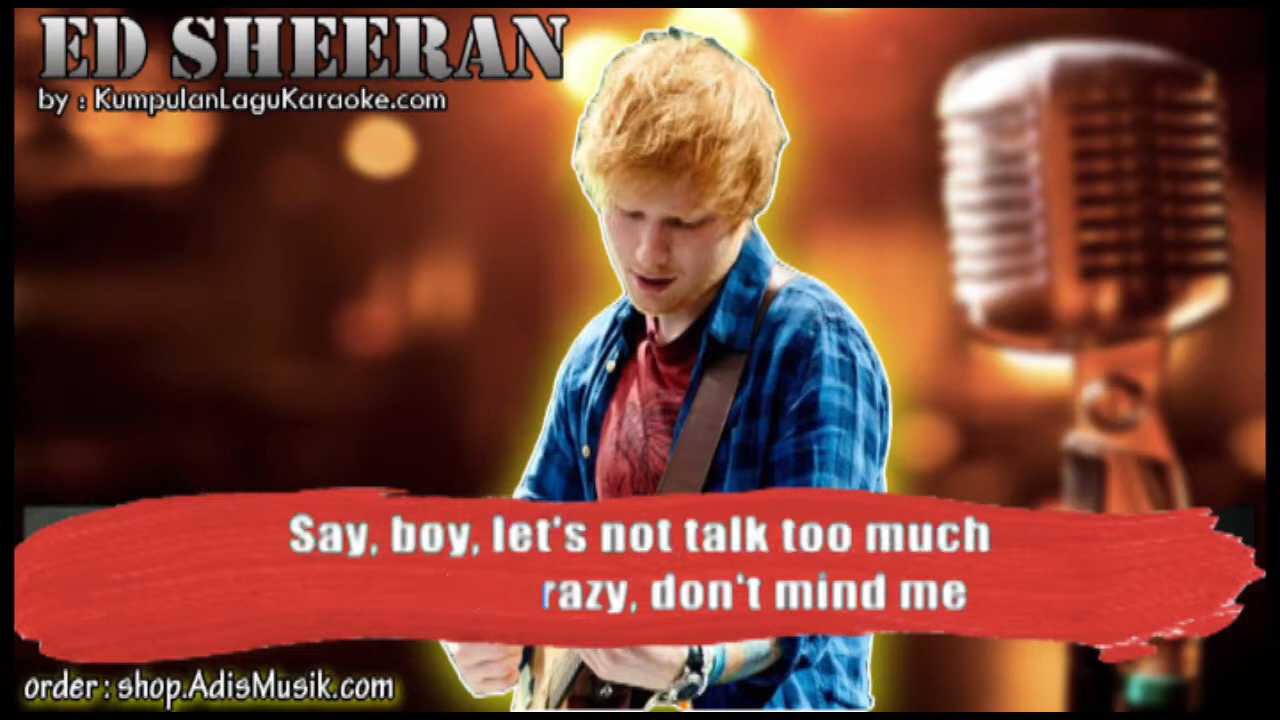 ED SHEERAN
by : KumpulanLaguKaraoke.com
Say, boy, let's not talk too much
razy, don't mind me
order : shop.AdisMusik.com